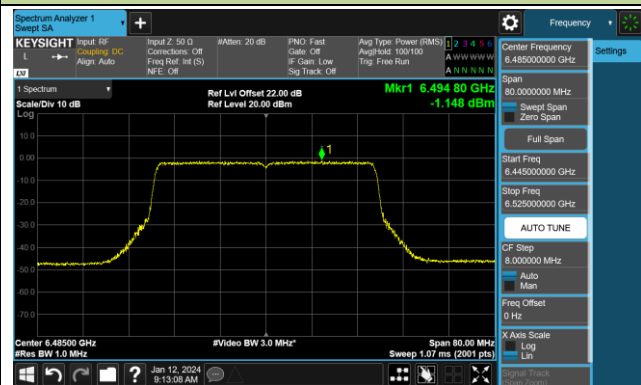 Spectrum Analyzer 1
Swept SA
Frequency
KEYSIGHT
L
LXI
Input: RF
Coupling: DC
Align: Auto
Input Z: 50 Ω
Corrections: Off
Freq Ref: Int (S)
NFE: Off
#Atten: 20 dB
PNO: Fast
Gate: Off
IF Gain: Low
Sig Track: Off
Avg Type: Power (RMS)
Avg|Hold: 100/100
Trig: Free Run
1 2 3 4 5 6
A W W W W W
A N N N N N
1 Spectrum
Scale/Div 10 dB
Log
Ref Lvl Offset 22.00 dB
Ref Level 20.00 dBm
Mkr1 6.494 80 GHz
-1.148 dBm
10.0
0.00
-10.0
-20.0
-30.0
-40.0
-50.0
-60.0
-70.0
1
Center 6.48500 GHz
#Res BW 1.0 MHz
#Video BW 3.0 MHz*
Span 80.00 MHz
Sweep 1.07 ms (2001 pts)
Jan 12, 2024
9:13:08 AM
Center Frequency
6.485000000 GHz
Settings
Span
80.0000000 MHz
Swept Span
Zero Span
Full Span
Start Freq
6.445000000 GHz
Stop Freq
6.525000000 GHz
AUTO TUNE
CF Step
8.000000 MHz
Auto
Man
Freq Offset
0 Hz
X Axis Scale
Log
Lin
Signal Track